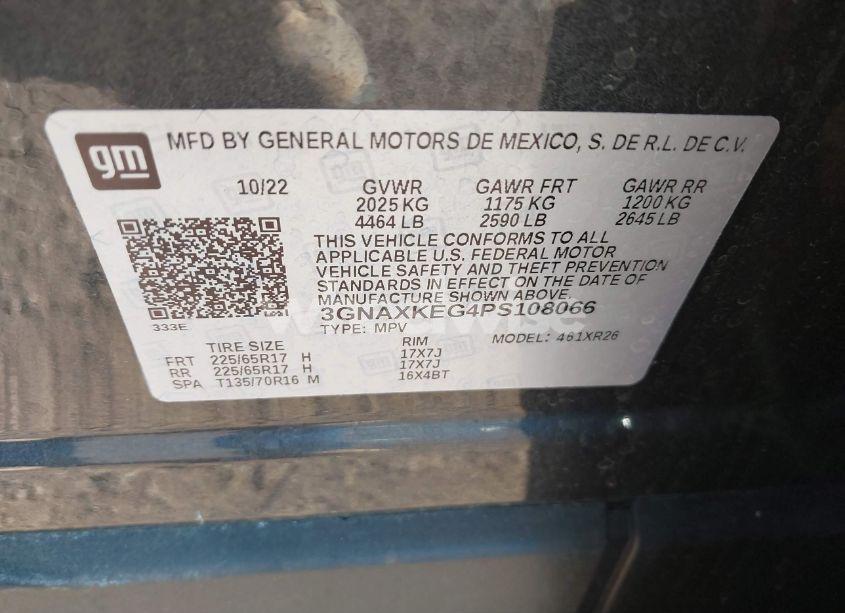 gm MFD BY GENERAL MOTORS DE MEXICO, S. DE R.L. DE C.V.
10/22 GVWR GAWR FRT GAWR RR
2025 KG 1175 KG 1200 KG
4464 LB 2590 LB 2645 LB
THIS VEHICLE CONFORMS TO ALL
APPLICABLE U.S. FEDERAL MOTOR
VEHICLE SAFETY AND THEFT PREVENTION
STANDARDS IN EFFECT ON THE DATE OF
MANUFACTURE SHOWN ABOVE.
3GNAXKEG4PS108066
333E TYPE: MPV MODEL: 461XR26
TIRE SIZE RIM
FRT 225/65R17 H 17X7J
RR 225/65R17 H 17X7J
SPA T135/70R16 M 16X4BT